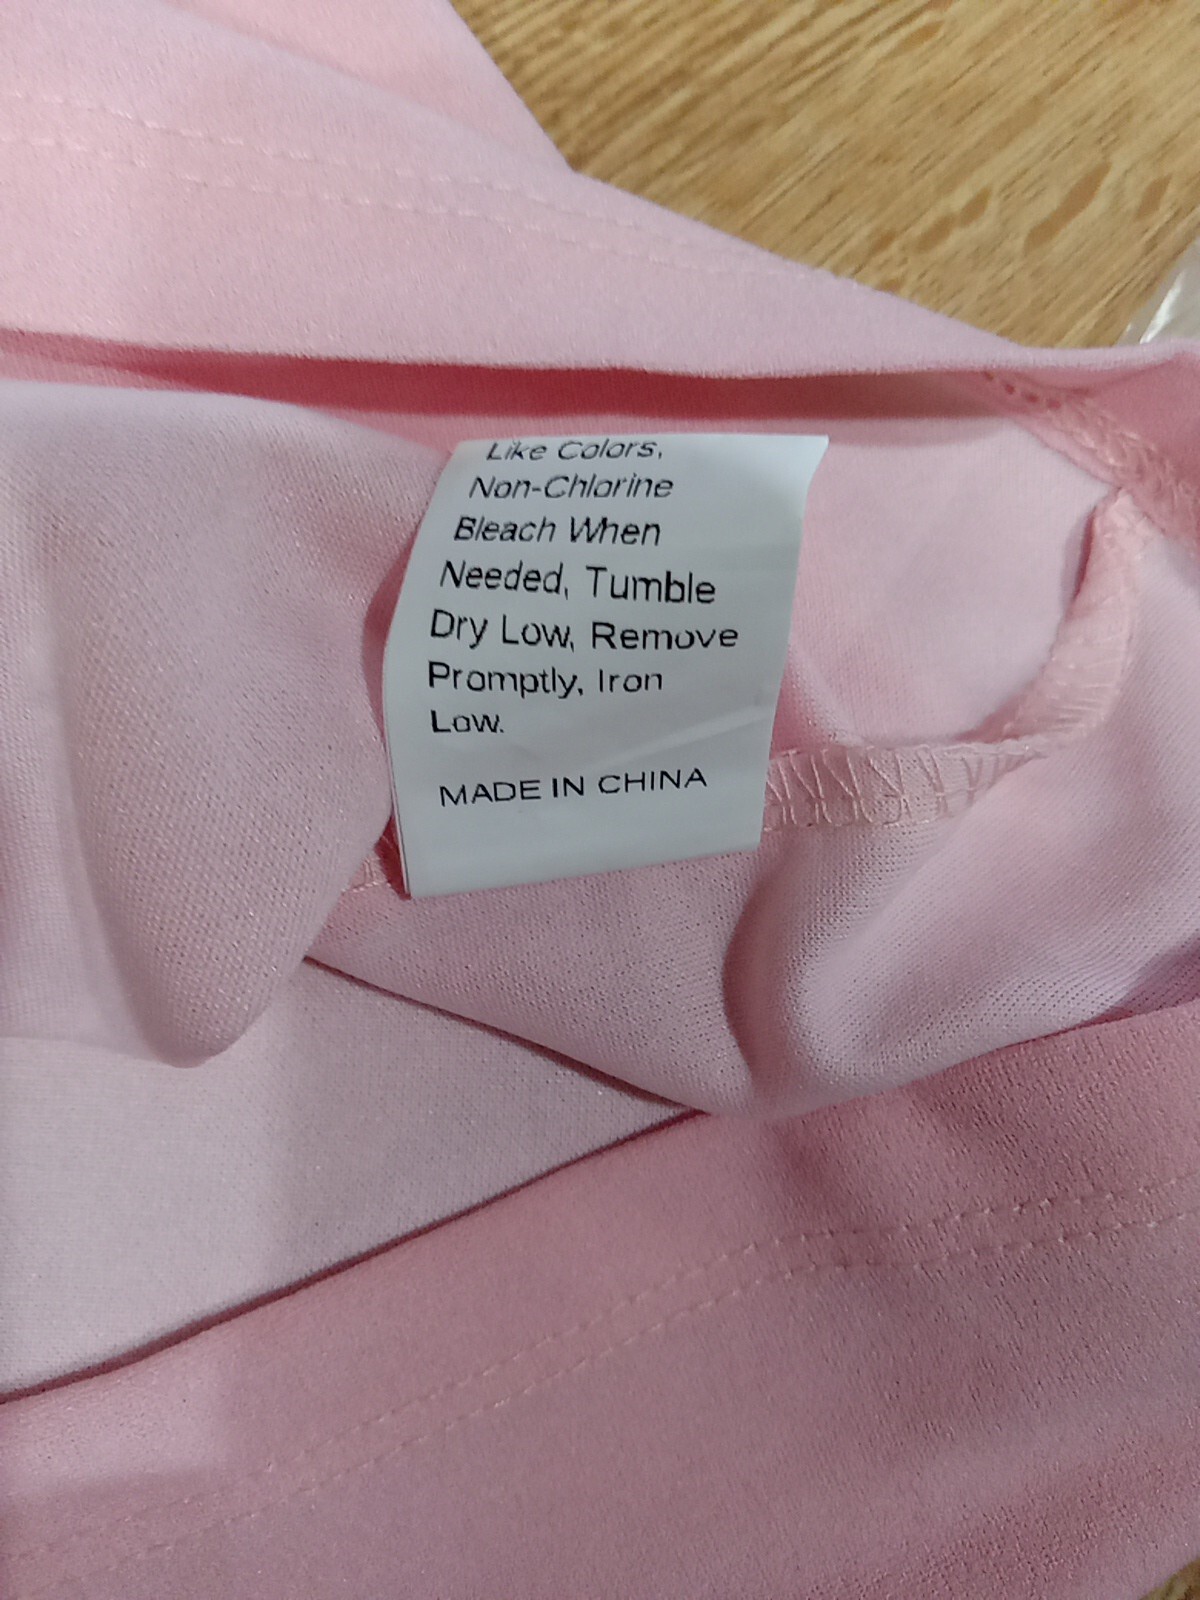 Like Colors,
Non-Chlorine
Bleach When
Needed, Tumble
Dry Low, Remove
Promptly, Iron
Low.
MADE IN CHINA